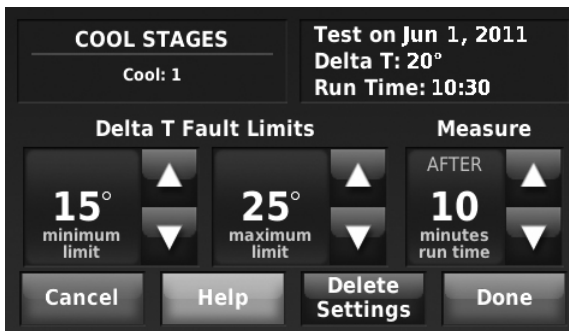 COOL STAGES
Cool: 1
Test on Jun 1, 2011
Delta T: 20°
Run Time: 10:30
Delta T Fault Limits
Measure
15°
minimum
limit
25°
maximum
limit
AFTER
10
minutes
run time
Cancel
Help
Delete
Settings
Done